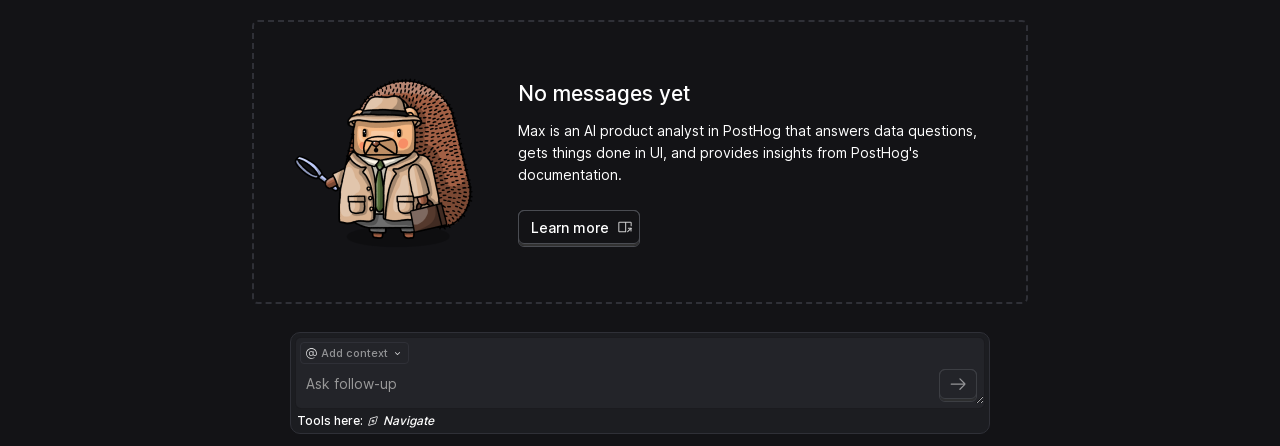 No messages yet
Max is an AI product analyst in PostHog that answers data questions,
gets things done in UI, and provides insights from PostHog's
documentation.
Learn more
@ Add context
Ask follow-up
Tools here: Navigate